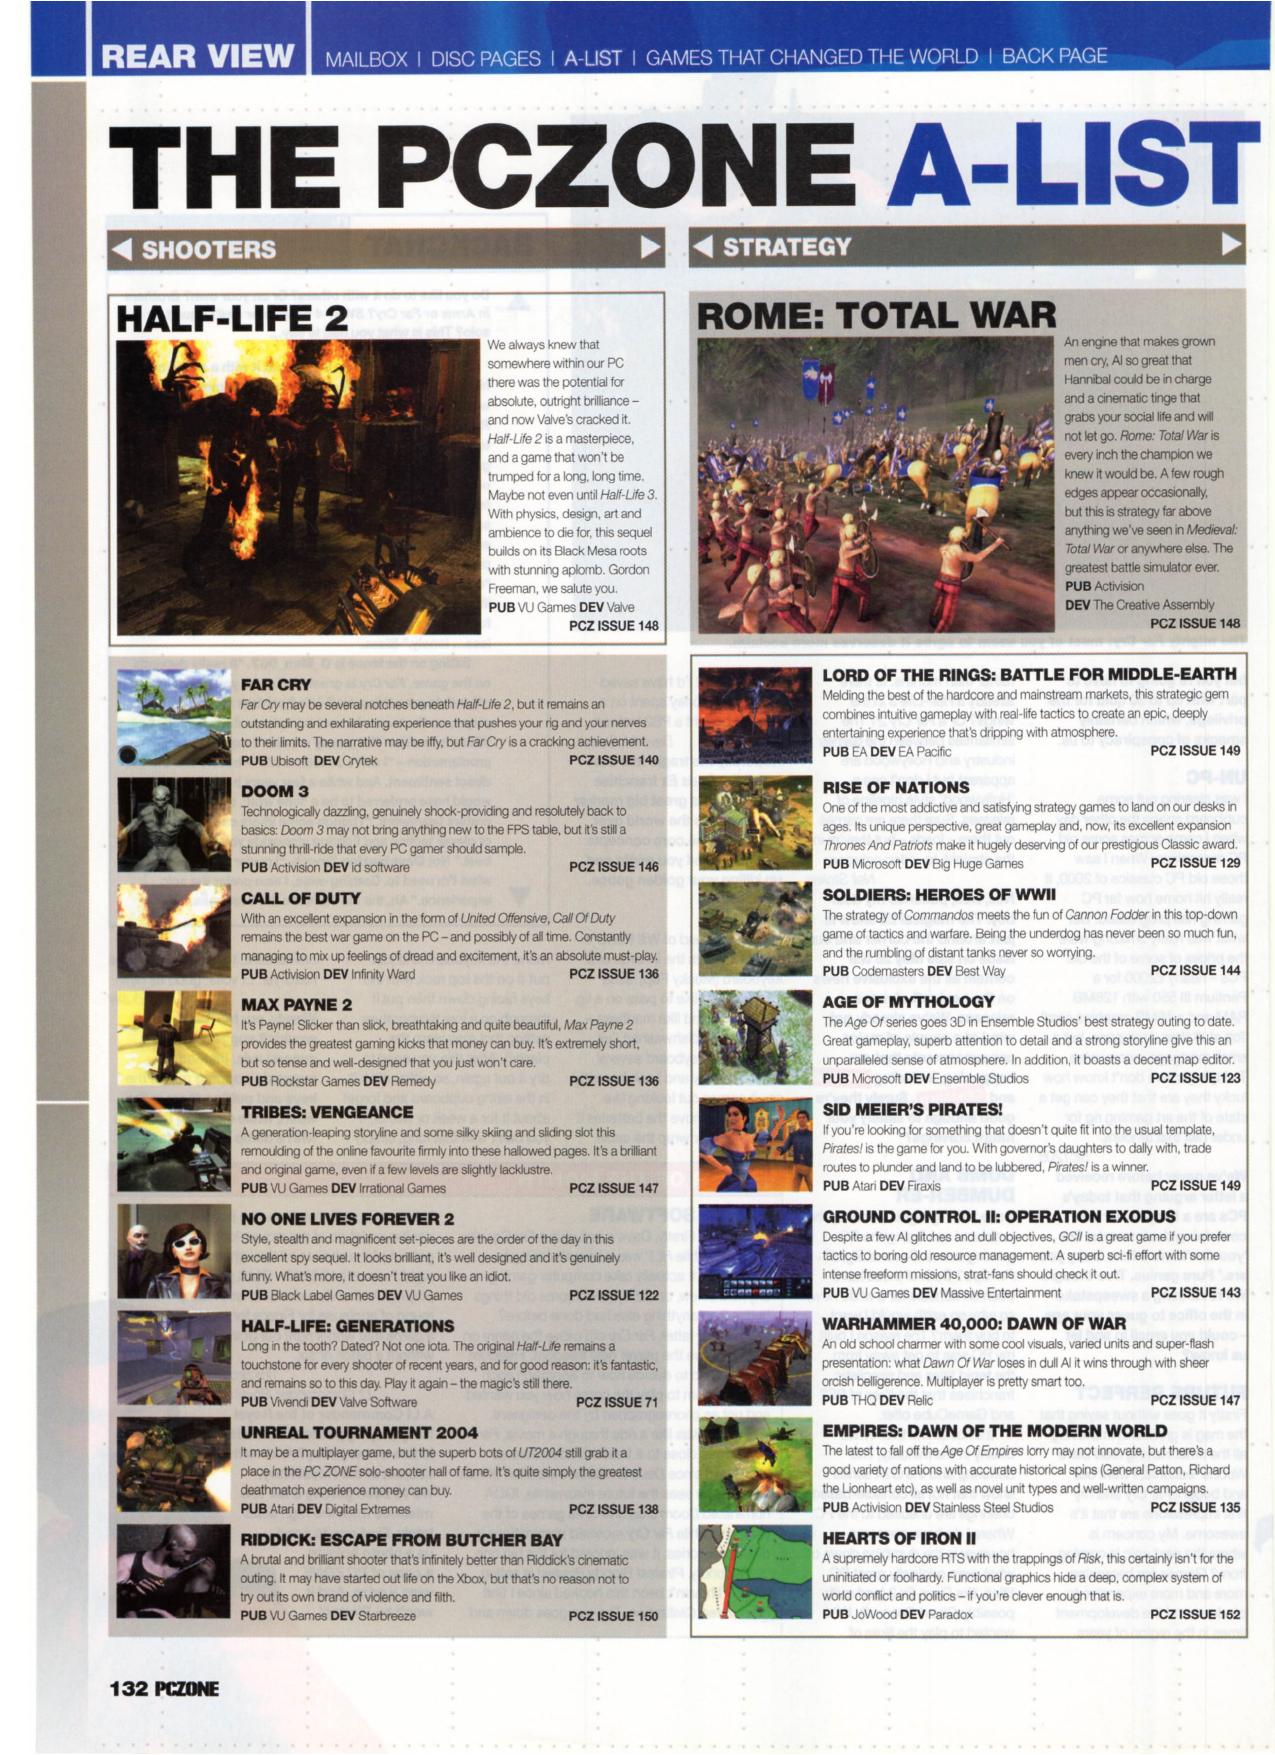 REAR VIEW
MAILBOX | DISC PAGES | A-LIST | GAMES THAT CHANGED THE WORLD | BACK PAGE
THE PCZONE A-LIST
SHOOTERS
HALF-LIFE 2
We always knew that
somewhere within our PC
there was the potential for
absolute, outright brilliance –
and now Valve's cracked it.
Half-Life 2 is a masterpiece,
and a game that won't be
trumped for a long, long time.
Maybe not even until Half-Life 3.
With physics, design, art and
ambience to die for, this sequel
builds on its Black Mesa roots
with stunning aplomb. Gordon
Freeman, we salute you.
PUB VU Games DEV Valve
PCZ ISSUE 148
FAR CRY
Far Cry may be several notches beneath Half-Life 2, but it remains an
outstanding and exhilarating experience that pushes your rig and your nerves
to their limits. The narrative may be iffy, but Far Cry is a cracking achievement.
PUB Ubisoft DEV Crytek PCZ ISSUE 140
DOOM 3
Technologically dazzling, genuinely shock-providing and resolutely back to
basics: Doom 3 may not bring anything new to the FPS table, but it's still a
stunning thrill-ride that every PC gamer should sample.
PUB Activision DEV id software PCZ ISSUE 146
CALL OF DUTY
With an excellent expansion in the form of United Offensive, Call Of Duty
remains the best war game on the PC – and possibly of all time. Constantly
managing to mix up feelings of dread and excitement, it's an absolute must-play.
PUB Activision DEV Infinity Ward PCZ ISSUE 136
MAX PAYNE 2
It's Payne! Slicker than slick, breathtaking and quite beautiful, Max Payne 2
provides the greatest gaming kicks that money can buy. It's extremely short,
but so tense and well-designed that you just won't care.
PUB Rockstar Games DEV Remedy PCZ ISSUE 136
TRIBES: VENGEANCE
A generation-leaping storyline and some silky skiing and sliding slot this
remoulding of the online favourite firmly into these hallowed pages. It's a brilliant
and original game, even if a few levels are slightly lacklustre.
PUB VU Games DEV Irrational Games PCZ ISSUE 147
NO ONE LIVES FOREVER 2
Style, stealth and magnificent set-pieces are the order of the day in this
excellent spy sequel. It looks brilliant, it's well designed and it's genuinely
funny. What's more, it doesn't treat you like an idiot.
PUB Black Label Games DEV VU Games PCZ ISSUE 122
HALF-LIFE: GENERATIONS
Long in the tooth? Dated? Not one iota. The original Half-Life remains a
touchstone for every shooter of recent years, and for good reason: it's fantastic,
and remains so to this day. Play it again – the magic's still there.
PUB Vivendi DEV Valve Software PCZ ISSUE 71
UNREAL TOURNAMENT 2004
It may be a multiplayer game, but the superb bots of UT2004 still grab it a
place in the PC ZONE solo-shooter hall of fame. It's quite simply the greatest
deathmatch experience money can buy.
PUB Atari DEV Digital Extremes PCZ ISSUE 138
RIDDICK: ESCAPE FROM BUTCHER BAY
A brutal and brilliant shooter that's infinitely better than Riddick's cinematic
outing. It may have started out life on the Xbox, but that's no reason not to
try out its own brand of violence and filth.
PUB VU Games DEV Starbreeze PCZ ISSUE 150
STRATEGY
ROME: TOTAL WAR
An engine that makes grown
men cry, AI so great that
Hannibal could be in charge
and a cinematic tinge that
grabs your social life and will
not let go. Rome: Total War is
every inch the champion we
knew it would be. A few rough
edges appear occasionally,
but this is strategy far above
anything we've seen in Medieval:
Total War or anywhere else. The
greatest battle simulator ever.
PUB Activision
DEV The Creative Assembly
PCZ ISSUE 148
LORD OF THE RINGS: BATTLE FOR MIDDLE-EARTH
Melding the best of the hardcore and mainstream markets, this strategic gem
combines intuitive gameplay with real-life tactics to create an epic, deeply
entertaining experience that's dripping with atmosphere.
PUB EA DEV EA Pacific PCZ ISSUE 149
RISE OF NATIONS
One of the most addictive and satisfying strategy games to land on our desks in
ages. Its unique perspective, great gameplay and, now, its excellent expansion
Thrones And Patriots make it hugely deserving of our prestigious Classic award.
PUB Microsoft DEV Big Huge Games PCZ ISSUE 129
SOLDIERS: HEROES OF WWII
The strategy of Commandos meets the fun of Cannon Fodder in this top-down
game of tactics and warfare. Being the underdog has never been so much fun,
and the rumbling of distant tanks never so worrying.
PUB Codemasters DEV Best Way PCZ ISSUE 144
AGE OF MYTHOLOGY
The Age Of series goes 3D in Ensemble Studios' best strategy outing to date.
Great gameplay, superb attention to detail and a strong storyline give this an
unparalleled sense of atmosphere. In addition, it boasts a decent map editor.
PUB Microsoft DEV Ensemble Studios PCZ ISSUE 123
SID MEIER'S PIRATES!
If you're looking for something that doesn't quite fit into the usual template,
Pirates! is the game for you. With governor's daughters to dally with, trade
routes to plunder and land to be lubbered, Pirates! is a winner.
PUB Atari DEV Firaxis PCZ ISSUE 149
GROUND CONTROL II: OPERATION EXODUS
Despite a few AI glitches and dull objectives, GCII is a great game if you prefer
tactics to boring old resource management. A superb sci-fi effort with some
intense freeform missions, strat-fans should check it out.
PUB VU Games DEV Massive Entertainment PCZ ISSUE 143
WARHAMMER 40,000: DAWN OF WAR
An old school charmer with some cool visuals, varied units and super-flash
presentation: what Dawn Of War loses in dull AI it wins through with sheer
orcish belligerence. Multiplayer is pretty smart too.
PUB THQ DEV Relic PCZ ISSUE 147
EMPIRES: DAWN OF THE MODERN WORLD
The latest to fall off the Age Of Empires lorry may not innovate, but there's a
good variety of nations with accurate historical spins (General Patton, Richard
the Lionheart etc), as well as novel unit types and well-written campaigns.
PUB Activision DEV Stainless Steel Studios PCZ ISSUE 135
HEARTS OF IRON II
A supremely hardcore RTS with the trappings of Risk, this certainly isn't for the
uninitiated or foolhardy. Functional graphics hide a deep, complex system of
world conflict and politics – if you're clever enough that is.
PUB JoWood DEV Paradox PCZ ISSUE 152
132 PCZONE